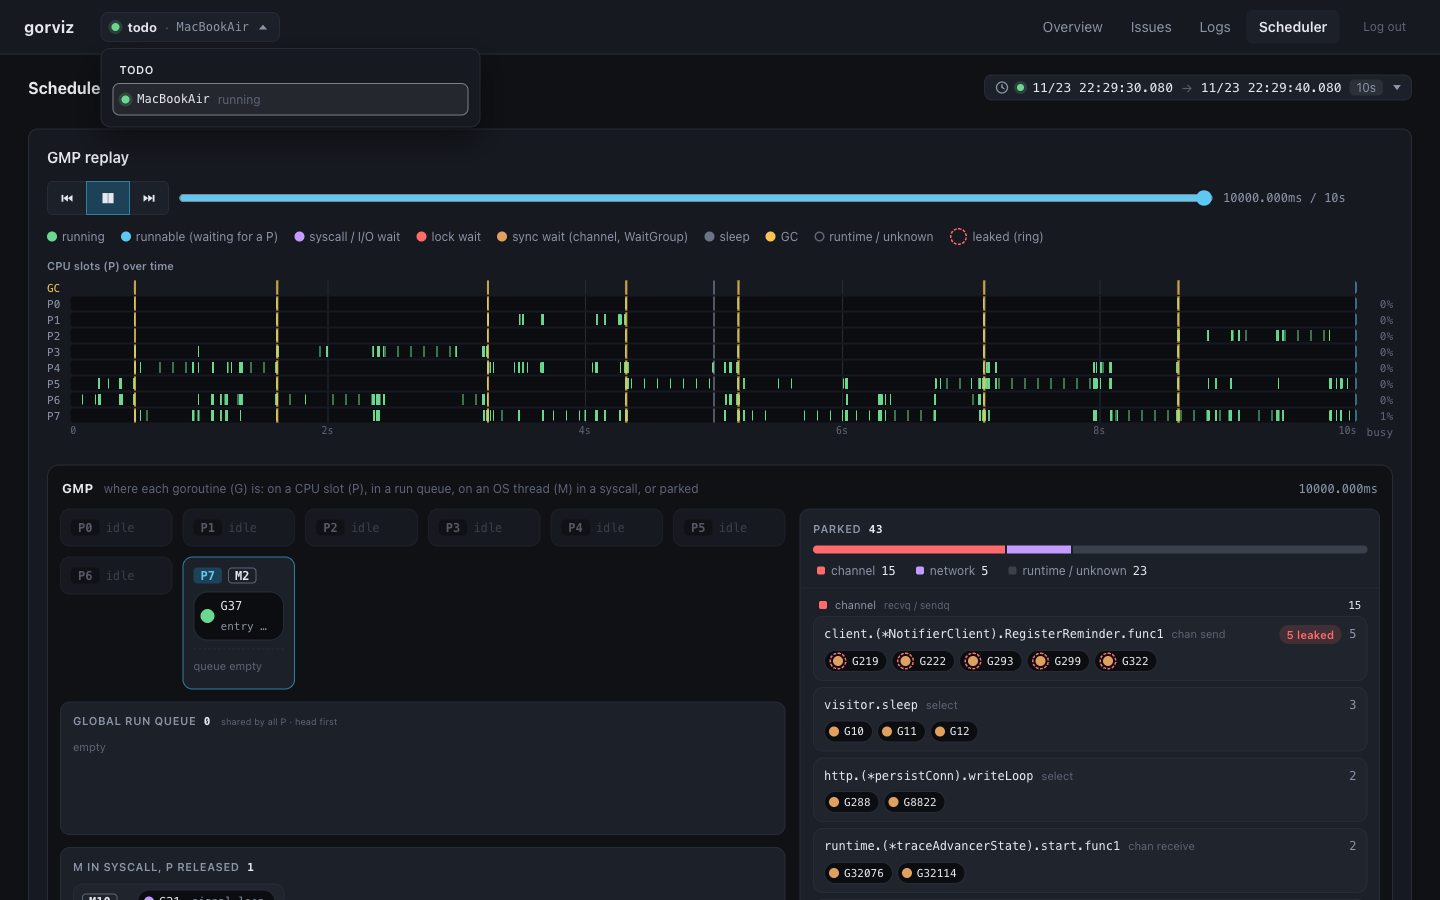 gorviz
todo · MacBookAir
Overview
Issues
Logs
Scheduler
Log out
TODO
MacBookAir running
Schedule
11/23 22:29:30.080 → 11/23 22:29:40.080 10s
GMP replay
10000.000ms / 10s
running
runnable (waiting for a P)
syscall / I/O wait
lock wait
sync wait (channel, WaitGroup)
sleep
GC
runtime / unknown
leaked (ring)
CPU slots (P) over time
GC
P0 0%
P1 0%
P2 0%
P3 0%
P4 0%
P5 0%
P6 0%
P7 1%
0 2s 4s 6s 8s 10s busy
GMP where each goroutine (G) is: on a CPU slot (P), in a run queue, on an OS thread (M) in a syscall, or parked 10000.000ms
P0 idle
P1 idle
P2 idle
P3 idle
P4 idle
P5 idle
P6 idle
P7 M2
G37
entry …
queue empty
GLOBAL RUN QUEUE 0 shared by all P · head first
empty
M IN SYSCALL, P RELEASED 1
PARKED 43
channel 15
network 5
runtime / unknown 23
channel recvq / sendq 15
client.(*NotifierClient).RegisterReminder.func1 chan send 5 leaked 5
G219 G222 G293 G299 G322
visitor.sleep select 3
G10 G11 G12
http.(*persistConn).writeLoop select 2
G288 G8822
runtime.(*traceAdvancerState).start.func1 chan receive 2
G32076 G32114